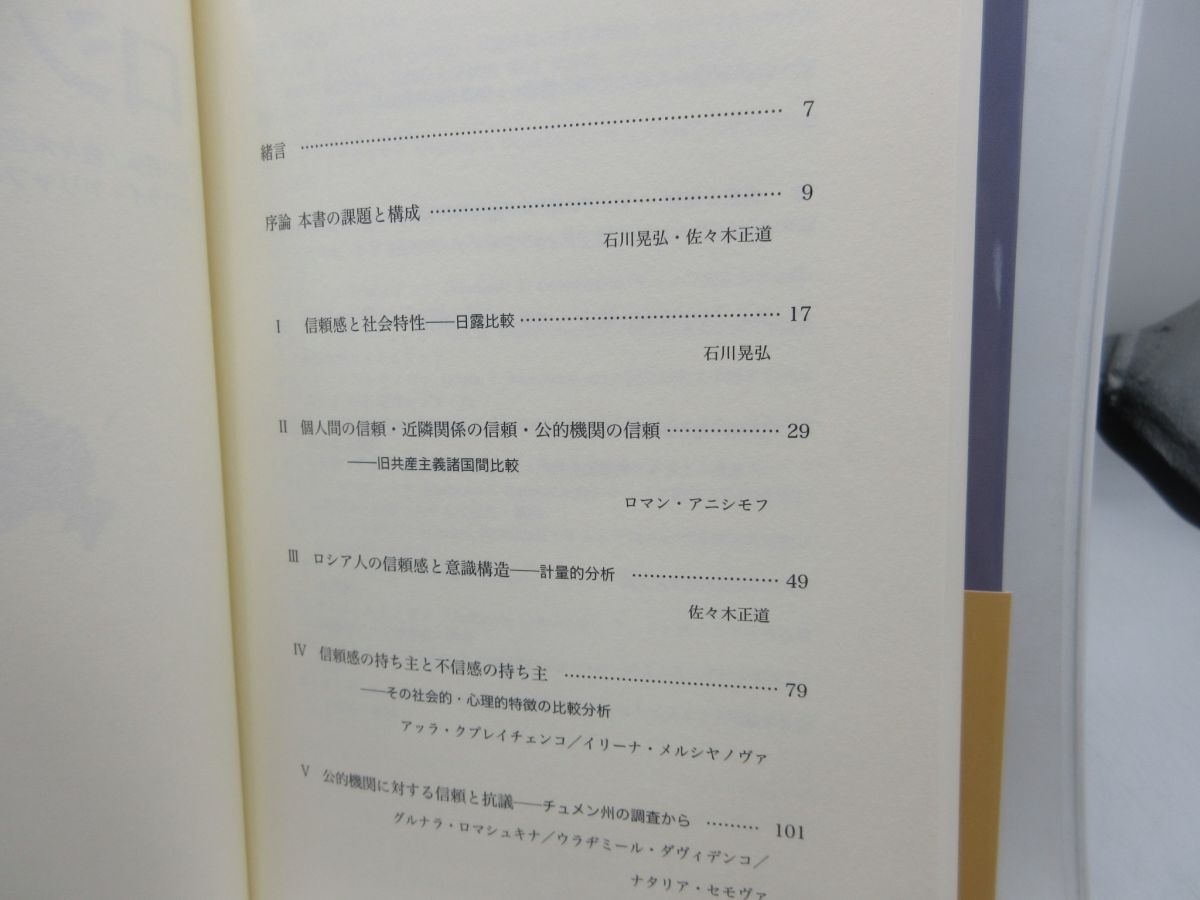 緒言 …… 7
序論 本書の課題と構成 …… 9
石川晃弘・佐々木正道
Ⅰ 信頼感と社会特性――日露比較 …… 17
石川晃弘
Ⅱ 個人間の信頼・近隣関係の信頼・公的機関の信頼 …… 29
――旧共産主義諸国間比較
ロマン・アニシモフ
Ⅲ ロシア人の信頼感と意識構造――計量的分析 …… 49
佐々木正道
Ⅳ 信頼感の持ち主と不信感の持ち主 …… 79
――その社会的・心理的特徴の比較分析
アッラ・クプレイチェンコ／イリーナ・メルシヤノヴァ
Ⅴ 公的機関に対する信頼と抗議――チュメン州の調査から …… 101
グルナラ・ロマシュキナ／ウラヂミール・ダヴィデンコ／
ナタリア・セモヴァ